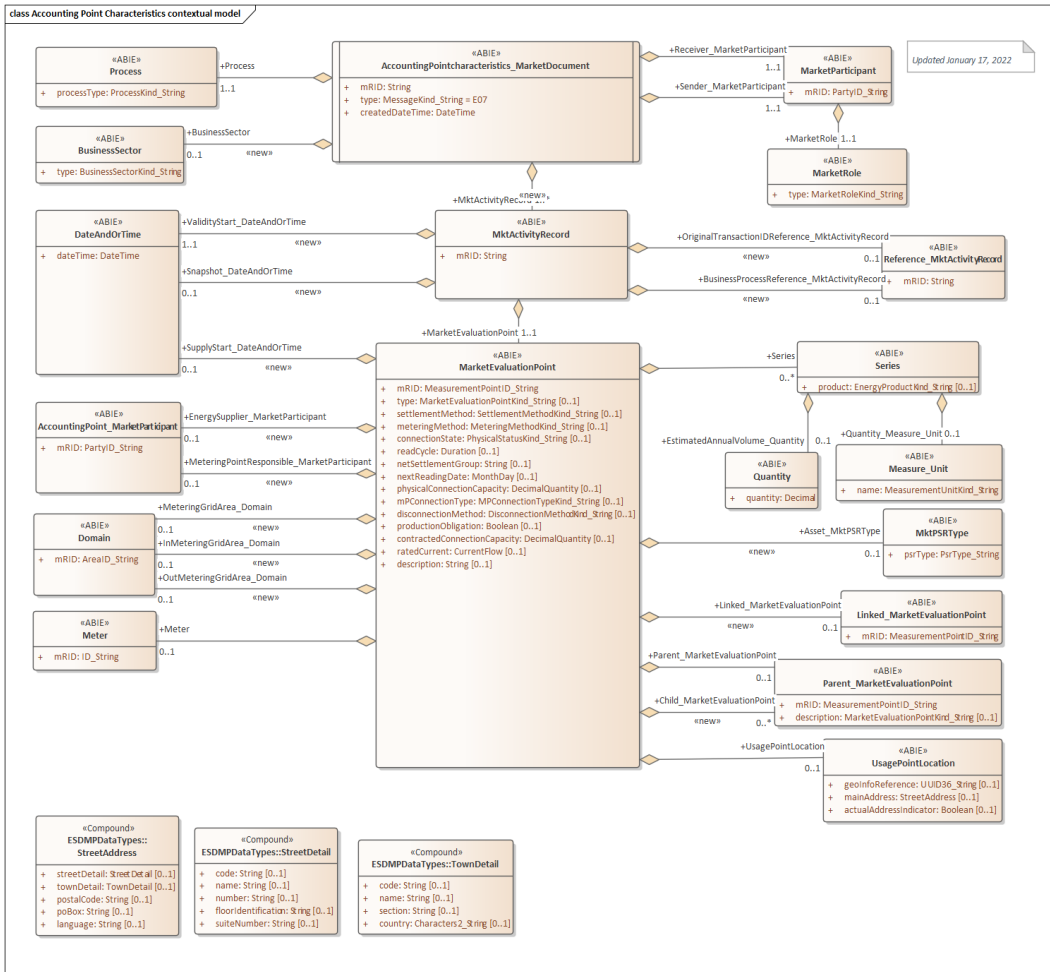 class Accounting Point Characteristics contextual model
Updated January 17, 2022
«ABIE»
Process
+ processType: ProcessKind_String
+Process
1..1
«ABIE»
AccountingPointcharacteristics_MarketDocument
+ mRID: String
+ type: MessageKind_String = E07
+ createdDateTime: DateTime
+Receiver_MarketParticipant
1..1
+Sender_MarketParticipant
1..1
«ABIE»
MarketParticipant
+ mRID: PartyID_String
+MarketRole 1..1
«ABIE»
MarketRole
+ type: MarketRoleKind_String
«ABIE»
BusinessSector
+ type: BusinessSectorKind_String
+BusinessSector
0..1
«new»
«new»
+MktActivityRecord 1..*
«ABIE»
DateAndOrTime
+ dateTime: DateTime
+ValidityStart_DateAndOrTime
1..1
«new»
+Snapshot_DateAndOrTime
0..1
«new»
+SupplyStart_DateAndOrTime
0..1
«new»
«ABIE»
MktActivityRecord
+ mRID: String
+OriginalTransactionIDReference_MktActivityRecord
«new»
0..1
+BusinessProcessReference_MktActivityRecord
«new»
0..1
«ABIE»
Reference_MktActivityRecord
+ mRID: String
+MarketEvaluationPoint 1..1
«ABIE»
MarketEvaluationPoint
+ mRID: MeasurementPointID_String
+ type: MarketEvaluationPointKind_String [0..1]
+ settlementMethod: SettlementMethodKind_String [0..1]
+ meteringMethod: MeteringMethodKind_String [0..1]
+ connectionState: PhysicalStatusKind_String [0..1]
+ readCycle: Duration [0..1]
+ netSettlementGroup: String [0..1]
+ nextReadingDate: MonthDay [0..1]
+ physicalConnectionCapacity: DecimalQuantity [0..1]
+ mPConnectionType: MPConnectionTypeKind_String [0..1]
+ disconnectionMethod: DisconnectionMethodKind_String [0..1]
+ productionObligation: Boolean [0..1]
+ contractedConnectionCapacity: DecimalQuantity [0..1]
+ ratedCurrent: CurrentFlow [0..1]
+ description: String [0..1]
«ABIE»
AccountingPoint_MarketParticipant
+ mRID: PartyID_String
+EnergySupplier_MarketParticipant
0..1
«new»
+MeteringPointResponsible_MarketParticipant
0..1
«new»
«ABIE»
Domain
+ mRID: AreaID_String
+MeteringGridArea_Domain
0..1
«new»
+InMeteringGridArea_Domain
0..1
«new»
+OutMeteringGridArea_Domain
0..1
«new»
«ABIE»
Meter
+ mRID: ID_String
+Meter
0..1
+Series
0..*
«ABIE»
Series
+ product: EnergyProductKind_String [0..1]
+EstimatedAnnualVolume_Quantity
0..1
+Quantity_Measure_Unit 0..1
«ABIE»
Quantity
+ quantity: Decimal
«ABIE»
Measure_Unit
+ name: MeasurementUnitKind_String
+Asset_MktPSRType
«new»
0..1
«ABIE»
MktPSRType
+ psrType: PsrType_String
+Linked_MarketEvaluationPoint
«new»
0..1
«ABIE»
Linked_MarketEvaluationPoint
+ mRID: MeasurementPointID_String
+Parent_MarketEvaluationPoint
0..1
+Child_MarketEvaluationPoint
«new»
0..*
«ABIE»
Parent_MarketEvaluationPoint
+ mRID: MeasurementPointID_String
+ description: MarketEvaluationPointKind_String [0..1]
+UsagePointLocation
0..1
«ABIE»
UsagePointLocation
+ geoInfoReference: UUID36_String [0..1]
+ mainAddress: StreetAddress [0..1]
+ actualAddressIndicator: Boolean [0..1]
«Compound»
ESDMPDataTypes::
StreetAddress
+ streetDetail: StreetDetail [0..1]
+ townDetail: TownDetail [0..1]
+ postalCode: String [0..1]
+ poBox: String [0..1]
+ language: String [0..1]
«Compound»
ESDMPDataTypes::StreetDetail
+ code: String [0..1]
+ name: String [0..1]
+ number: String [0..1]
+ floorIdentification: String [0..1]
+ suiteNumber: String [0..1]
«Compound»
ESDMPDataTypes::TownDetail
+ code: String [0..1]
+ name: String [0..1]
+ section: String [0..1]
+ country: Characters2_String [0..1]